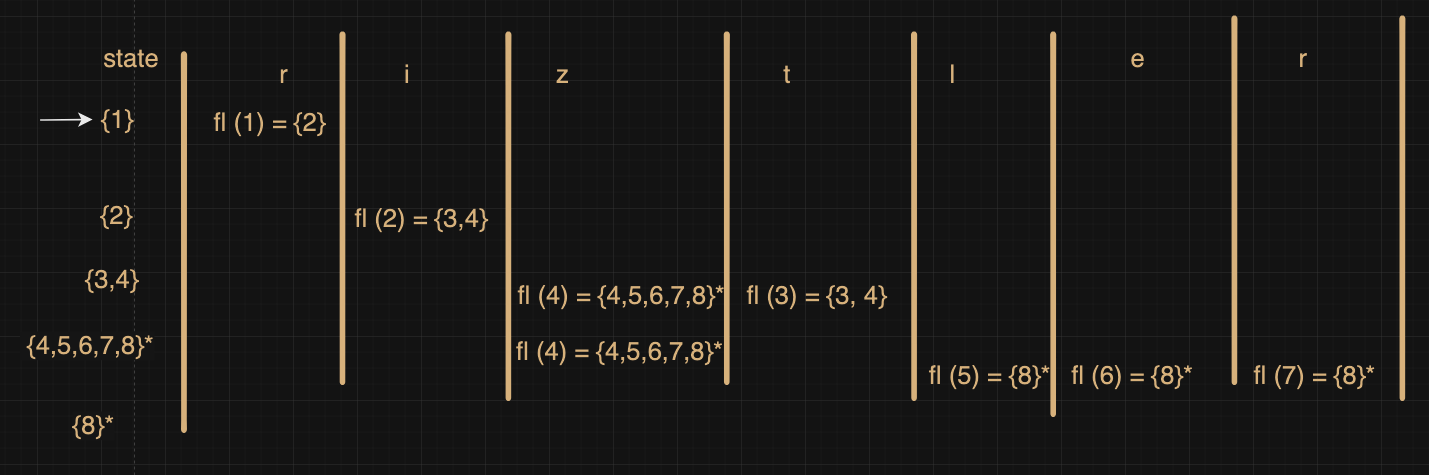 state r i z t l e r
{1} fl (1) = {2}
{2} fl (2) = {3,4}
{3,4} fl (4) = {4,5,6,7,8}* fl (3) = {3, 4}
{4,5,6,7,8}* fl (4) = {4,5,6,7,8}* fl (5) = {8}* fl (6) = {8}* fl (7) = {8}*
{8}*